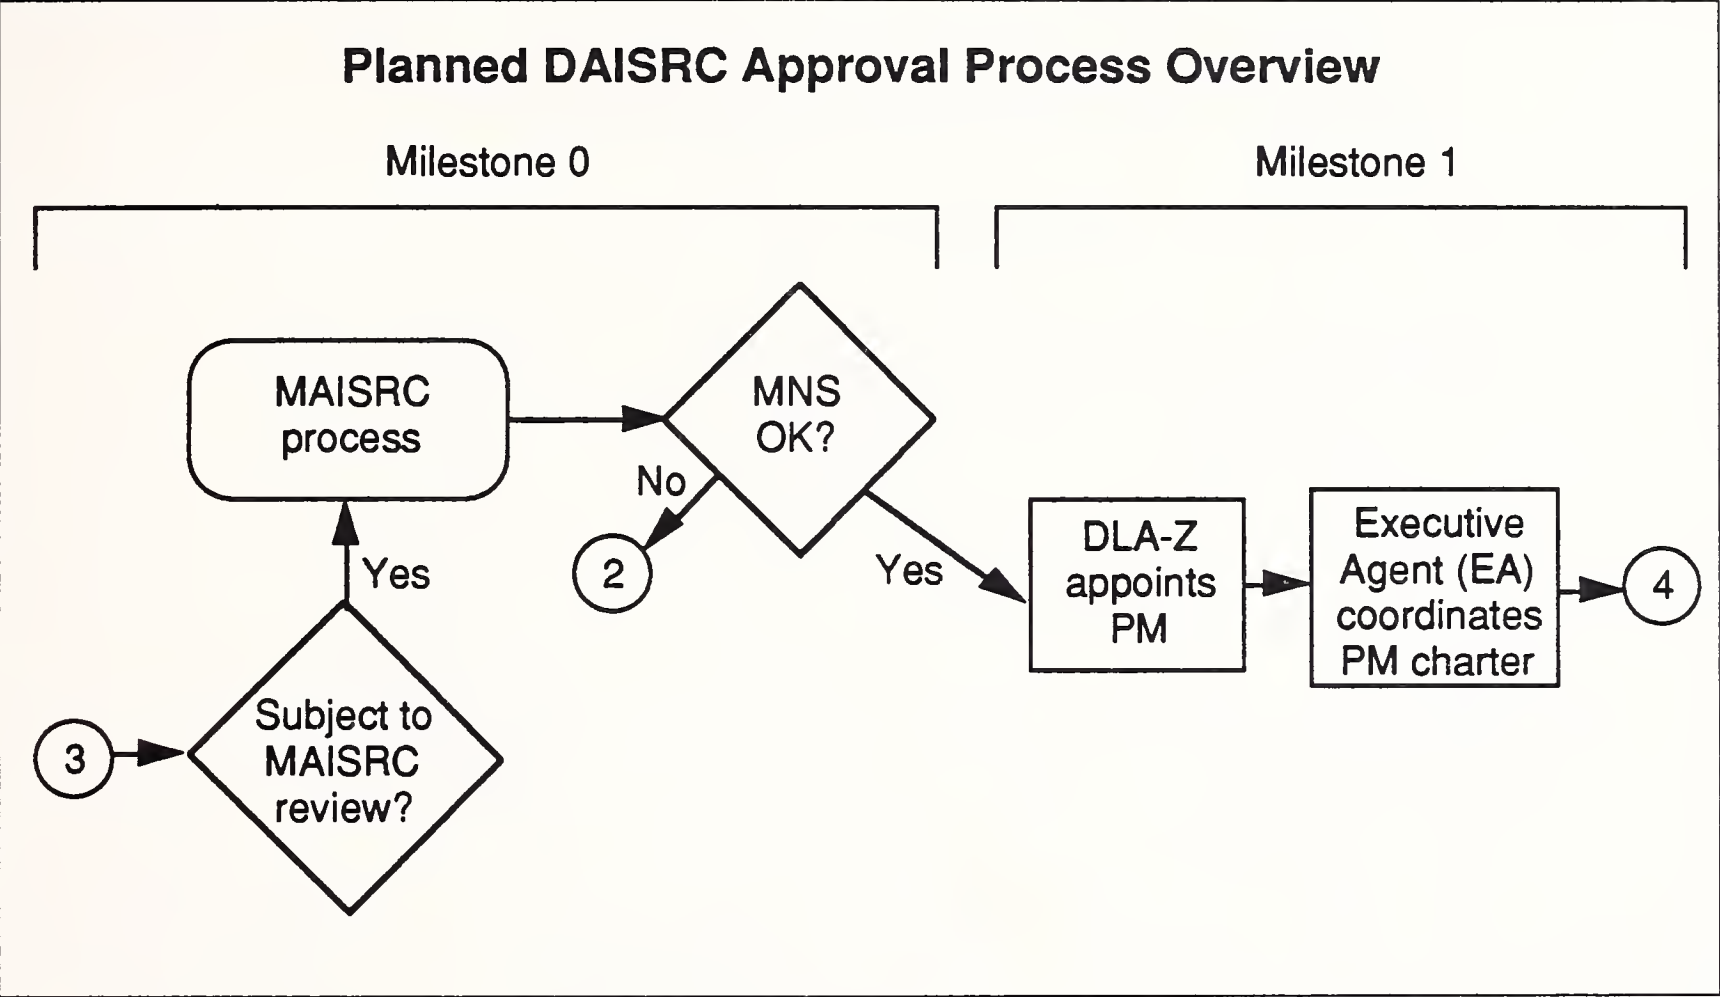 Planned DAISRC Approval Process Overview
Milestone 0
Milestone 1
MAISRC
process
MNS
OK?
No
2
Yes
Yes
DLA-Z
appoints
PM
Executive
Agent (EA)
coordinates
PM charter
4
3
Subject to
MAISRC
review?